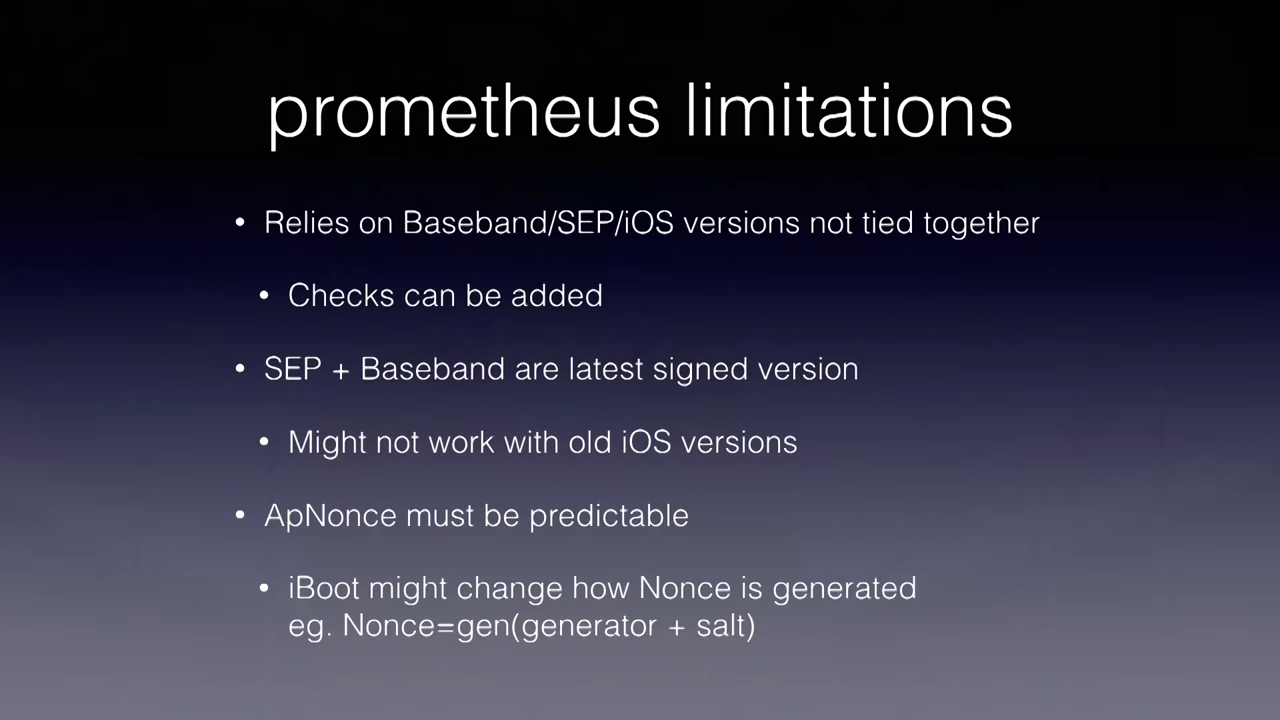 prometheus limitations
• Relies on Baseband/SEP/iOS versions not tied together
• Checks can be added
• SEP + Baseband are latest signed version
• Might not work with old iOS versions
• ApNonce must be predictable
• iBoot might change how Nonce is generated
eg. Nonce=gen(generator + salt)